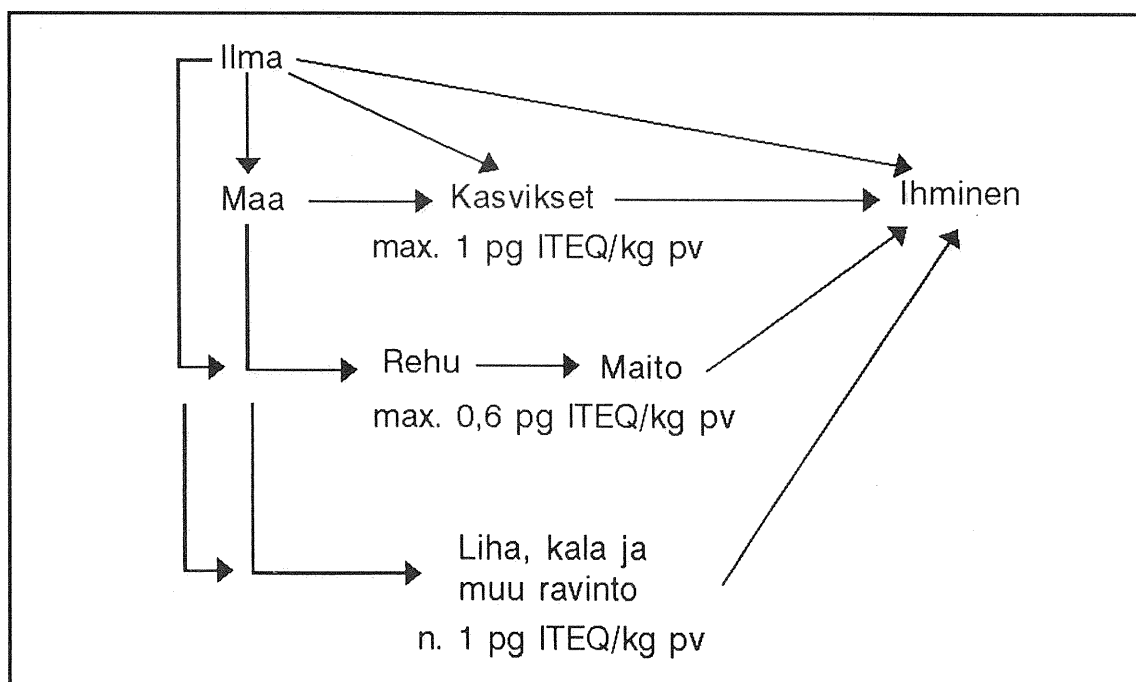 Ilma
Maa
Kasvikset
Ihminen
max. 1 pg ITEQ/kg pv
Rehu
Maito
max. 0,6 pg ITEQ/kg pv
Liha, kala ja
muu ravinto
n. 1 pg ITEQ/kg pv